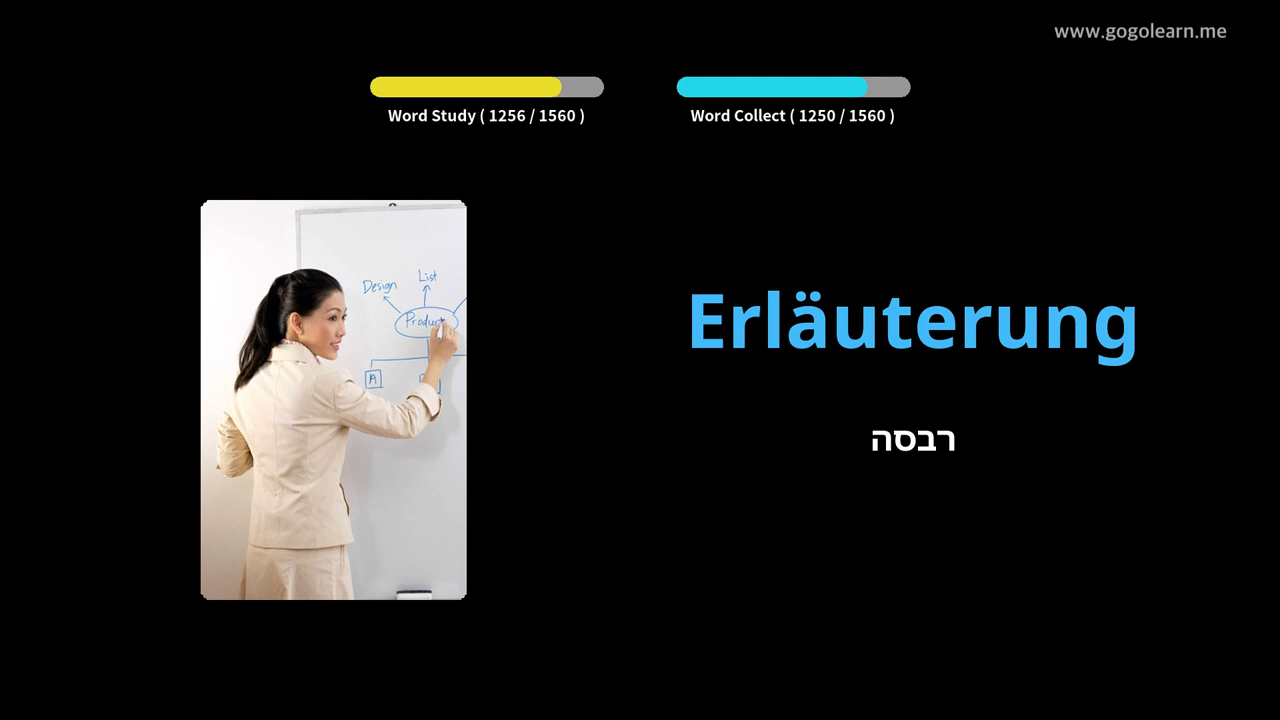 www.gogolearn.me
Word Study ( 1256 / 1560 )
Word Collect ( 1250 / 1560 )
Design
List
Product
A
Erläuterung
רבסה